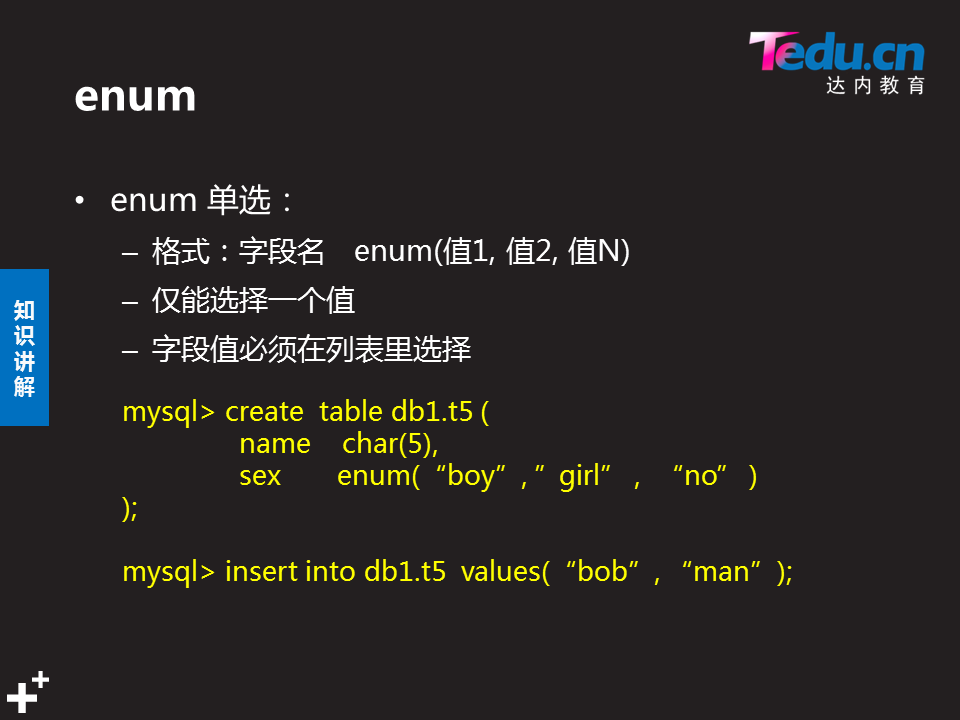 Tedu.cn
达内教育
enum
• enum 单选：
– 格式：字段名 enum(值1, 值2, 值N)
– 仅能选择一个值
– 字段值必须在列表里选择
知识讲解
mysql> create table db1.t5 (
name char(5),
sex enum(“boy”,”girl”, “no” )
);
mysql> insert into db1.t5 values(“bob”, “man”);